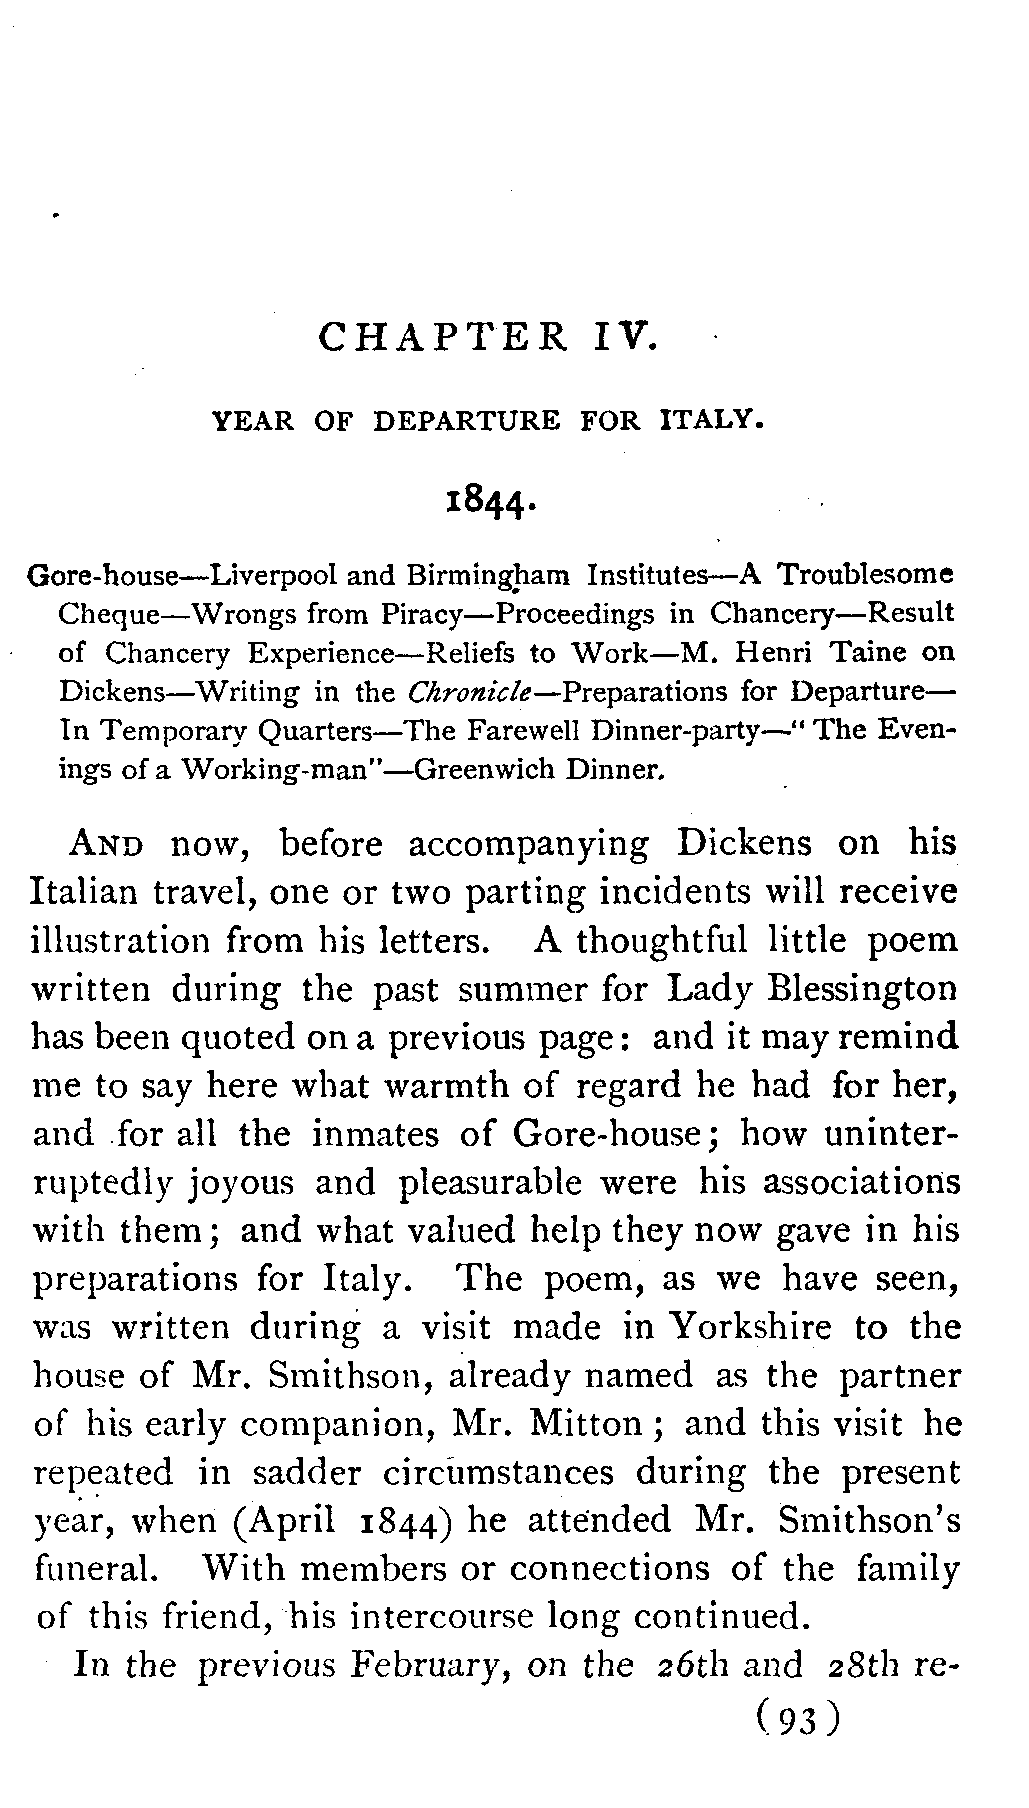 CHAPTER IV.
YEAR OF DEPARTURE FOR ITALY.
1844.
Gore-house—Liverpool and Birmingham Institutes—A Troublesome
Cheque—Wrongs from Piracy—Proceedings in Chancery—Result
of Chancery Experience—Reliefs to Work—M. Henri Taine on
Dickens—Writing in the Chronicle—Preparations for Departure—
In Temporary Quarters—The Farewell Dinner-party—"The Even-
ings of a Working-man"—Greenwich Dinner.
AND now, before accompanying Dickens on his
Italian travel, one or two parting incidents will receive
illustration from his letters. A thoughtful little poem
written during the past summer for Lady Blessington
has been quoted on a previous page: and it may remind
me to say here what warmth of regard he had for her,
and for all the inmates of Gore-house; how uninter-
ruptedly joyous and pleasurable were his associations
with them; and what valued help they now gave in his
preparations for Italy. The poem, as we have seen,
was written during a visit made in Yorkshire to the
house of Mr. Smithson, already named as the partner
of his early companion, Mr. Mitton; and this visit he
repeated in sadder circumstances during the present
year, when (April 1844) he attended Mr. Smithson's
funeral. With members or connections of the family
of this friend, his intercourse long continued.
In the previous February, on the 26th and 28th re-
(93)